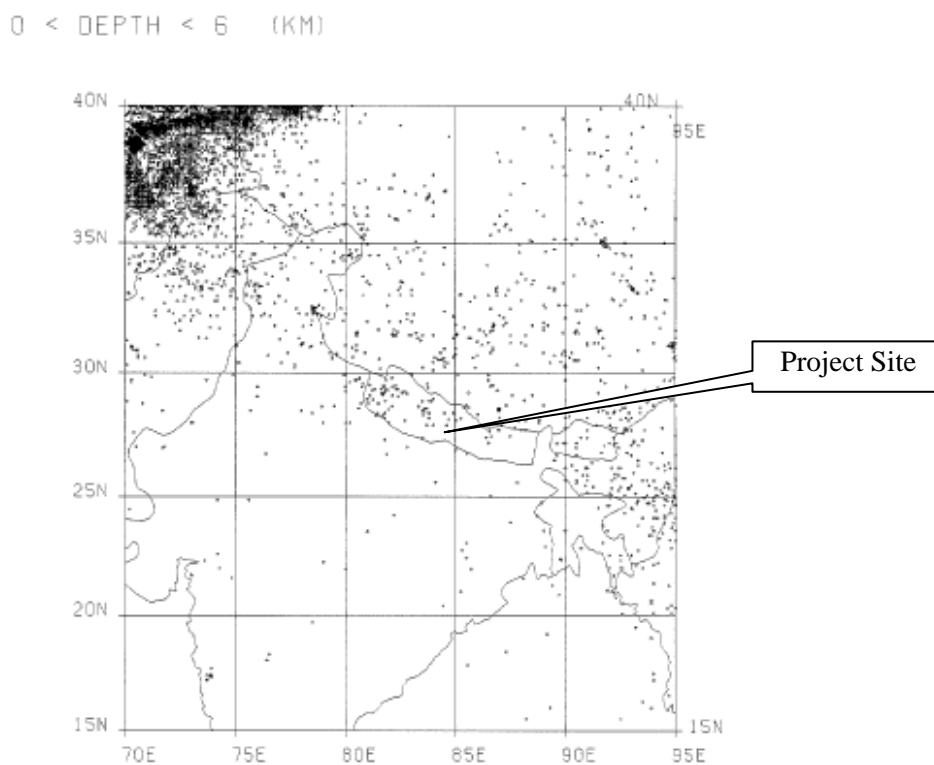 0 < DEPTH < 6 (KM)
40N
40N
95E
35N
30N
Project Site
25N
20N
15N
15N
70E 75E 80E 85E 90E 95E